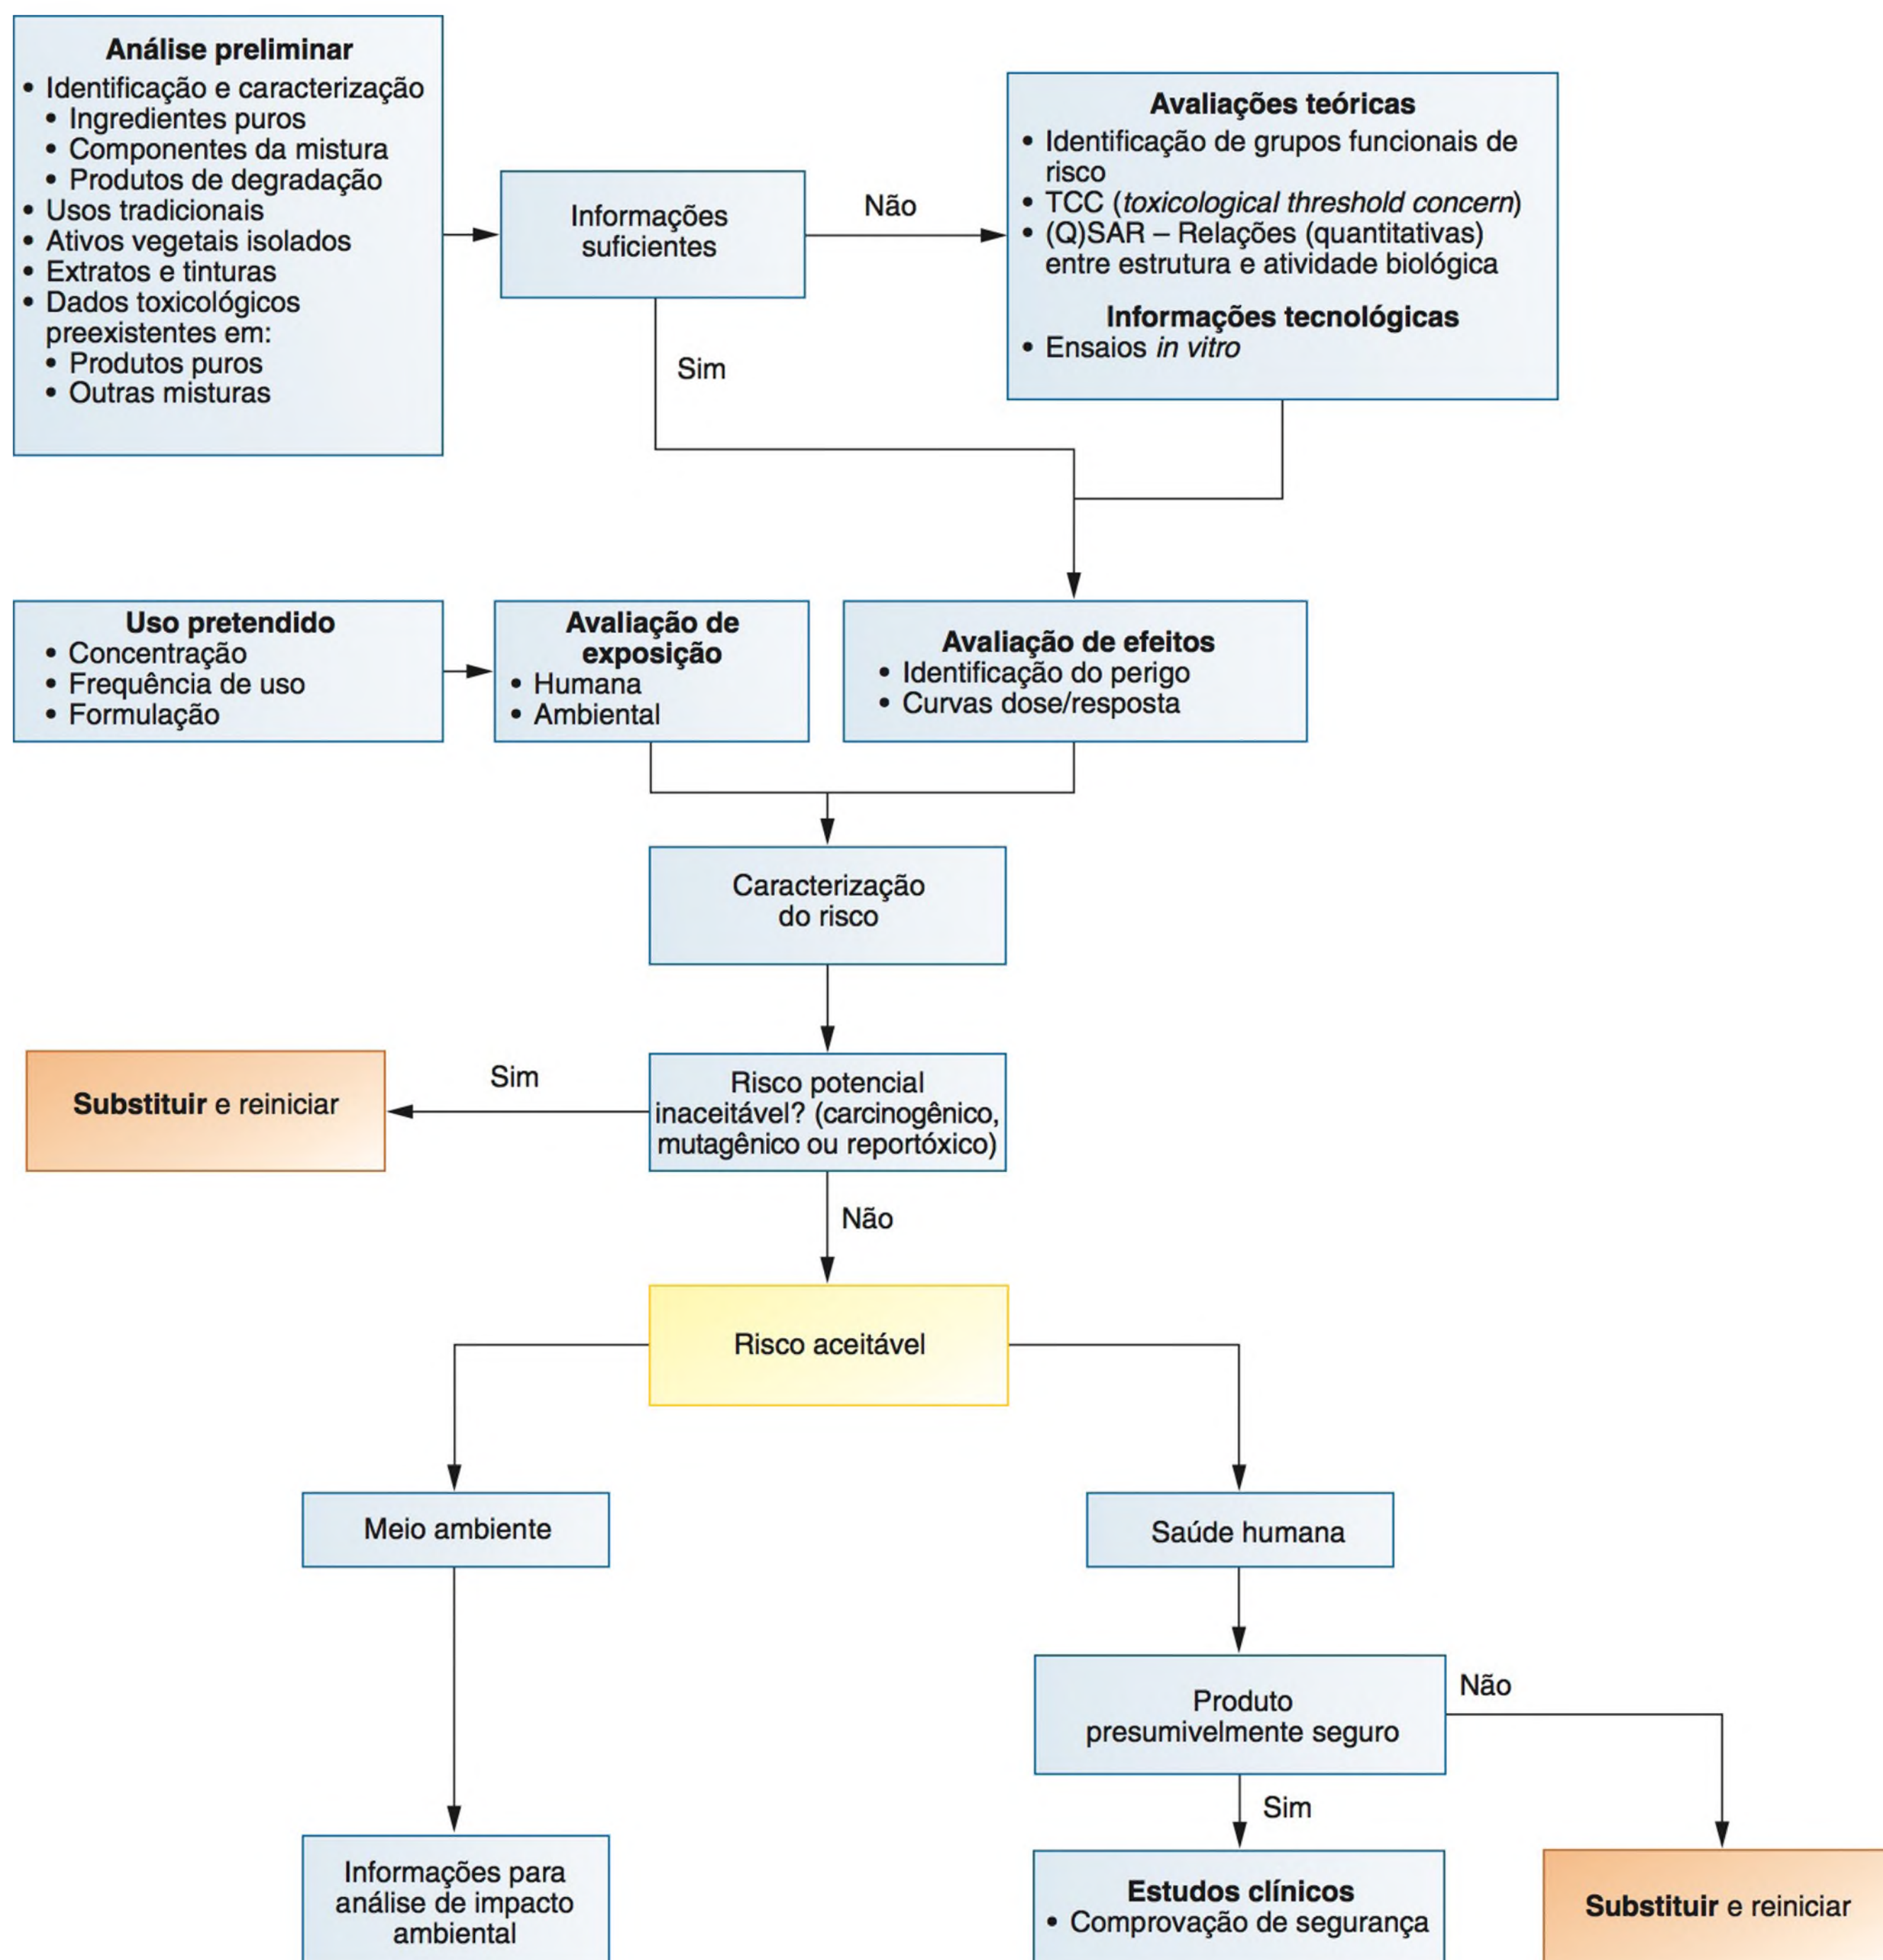 Análise preliminar
• Identificação e caracterização
• Ingredientes puros
• Componentes da mistura
• Produtos de degradação
• Usos tradicionais
• Ativos vegetais isolados
• Extratos e tinturas
• Dados toxicológicos
preexistentes em:
• Produtos puros
• Outras misturas
Informações
suficientes
Não
Sim
Avaliações teóricas
• Identificação de grupos funcionais de
risco
• TCC (toxicological threshold concern)
• (Q)SAR – Relações (quantitativas)
entre estrutura e atividade biológica
Informações tecnológicas
• Ensaios in vitro
Uso pretendido
• Concentração
• Frequência de uso
• Formulação
Avaliação de
exposição
• Humana
• Ambiental
Avaliação de efeitos
• Identificação do perigo
• Curvas dose/resposta
Caracterização
do risco
Risco potencial
inaceitável? (carcinogênico,
mutagênico ou reportóxico)
Sim
Substituir e reiniciar
Não
Risco aceitável
Meio ambiente
Saúde humana
Produto
presumivelmente seguro
Não
Sim
Informações para
análise de impacto
ambiental
Estudos clínicos
• Comprovação de segurança
Substituir e reiniciar